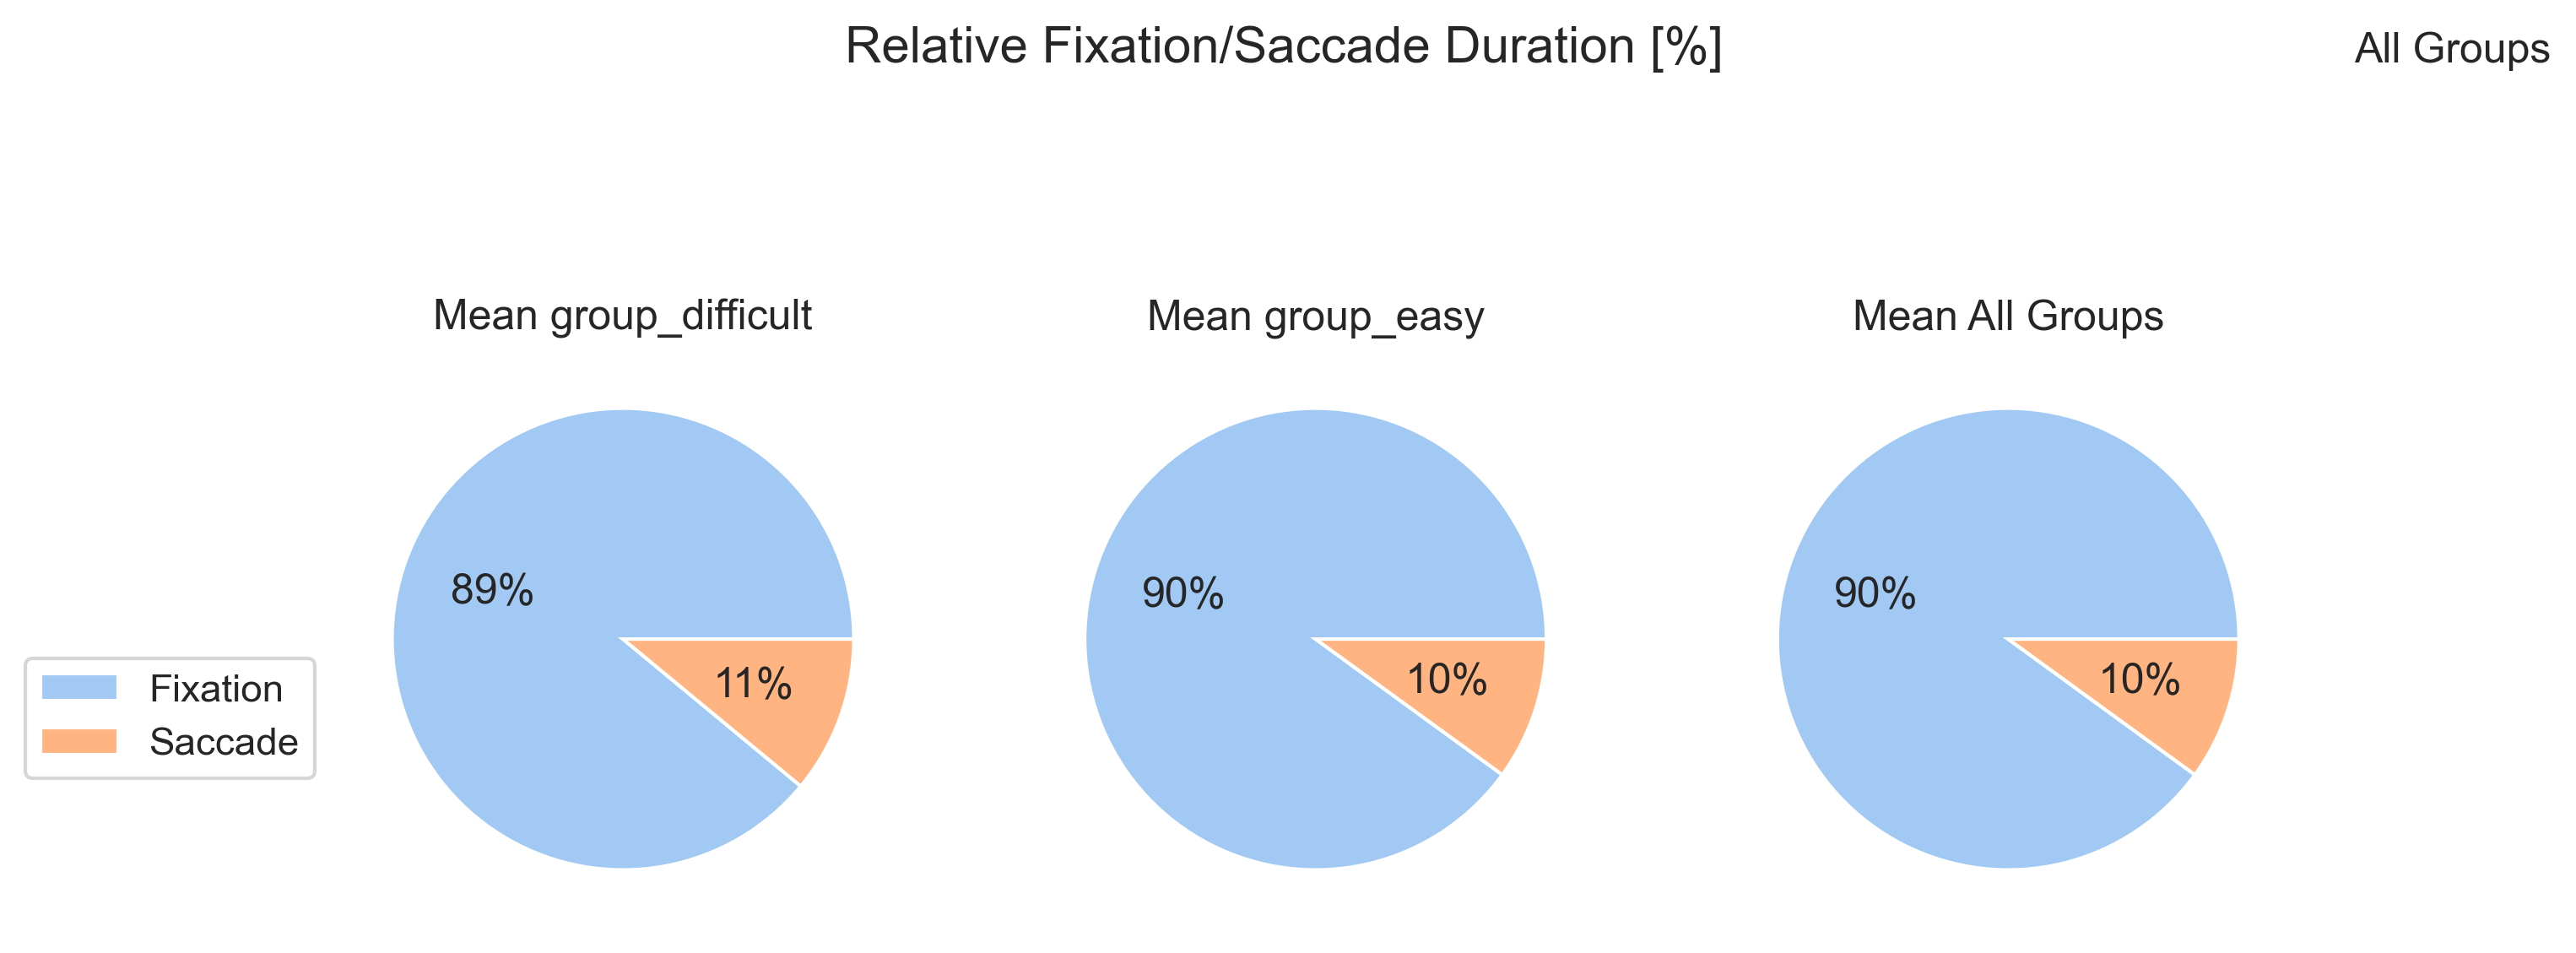 Relative Fixation/Saccade Duration [%]
All Groups
Mean group_difficult
Mean group_easy
Mean All Groups
89%
11%
90%
10%
90%
10%
Fixation
Saccade